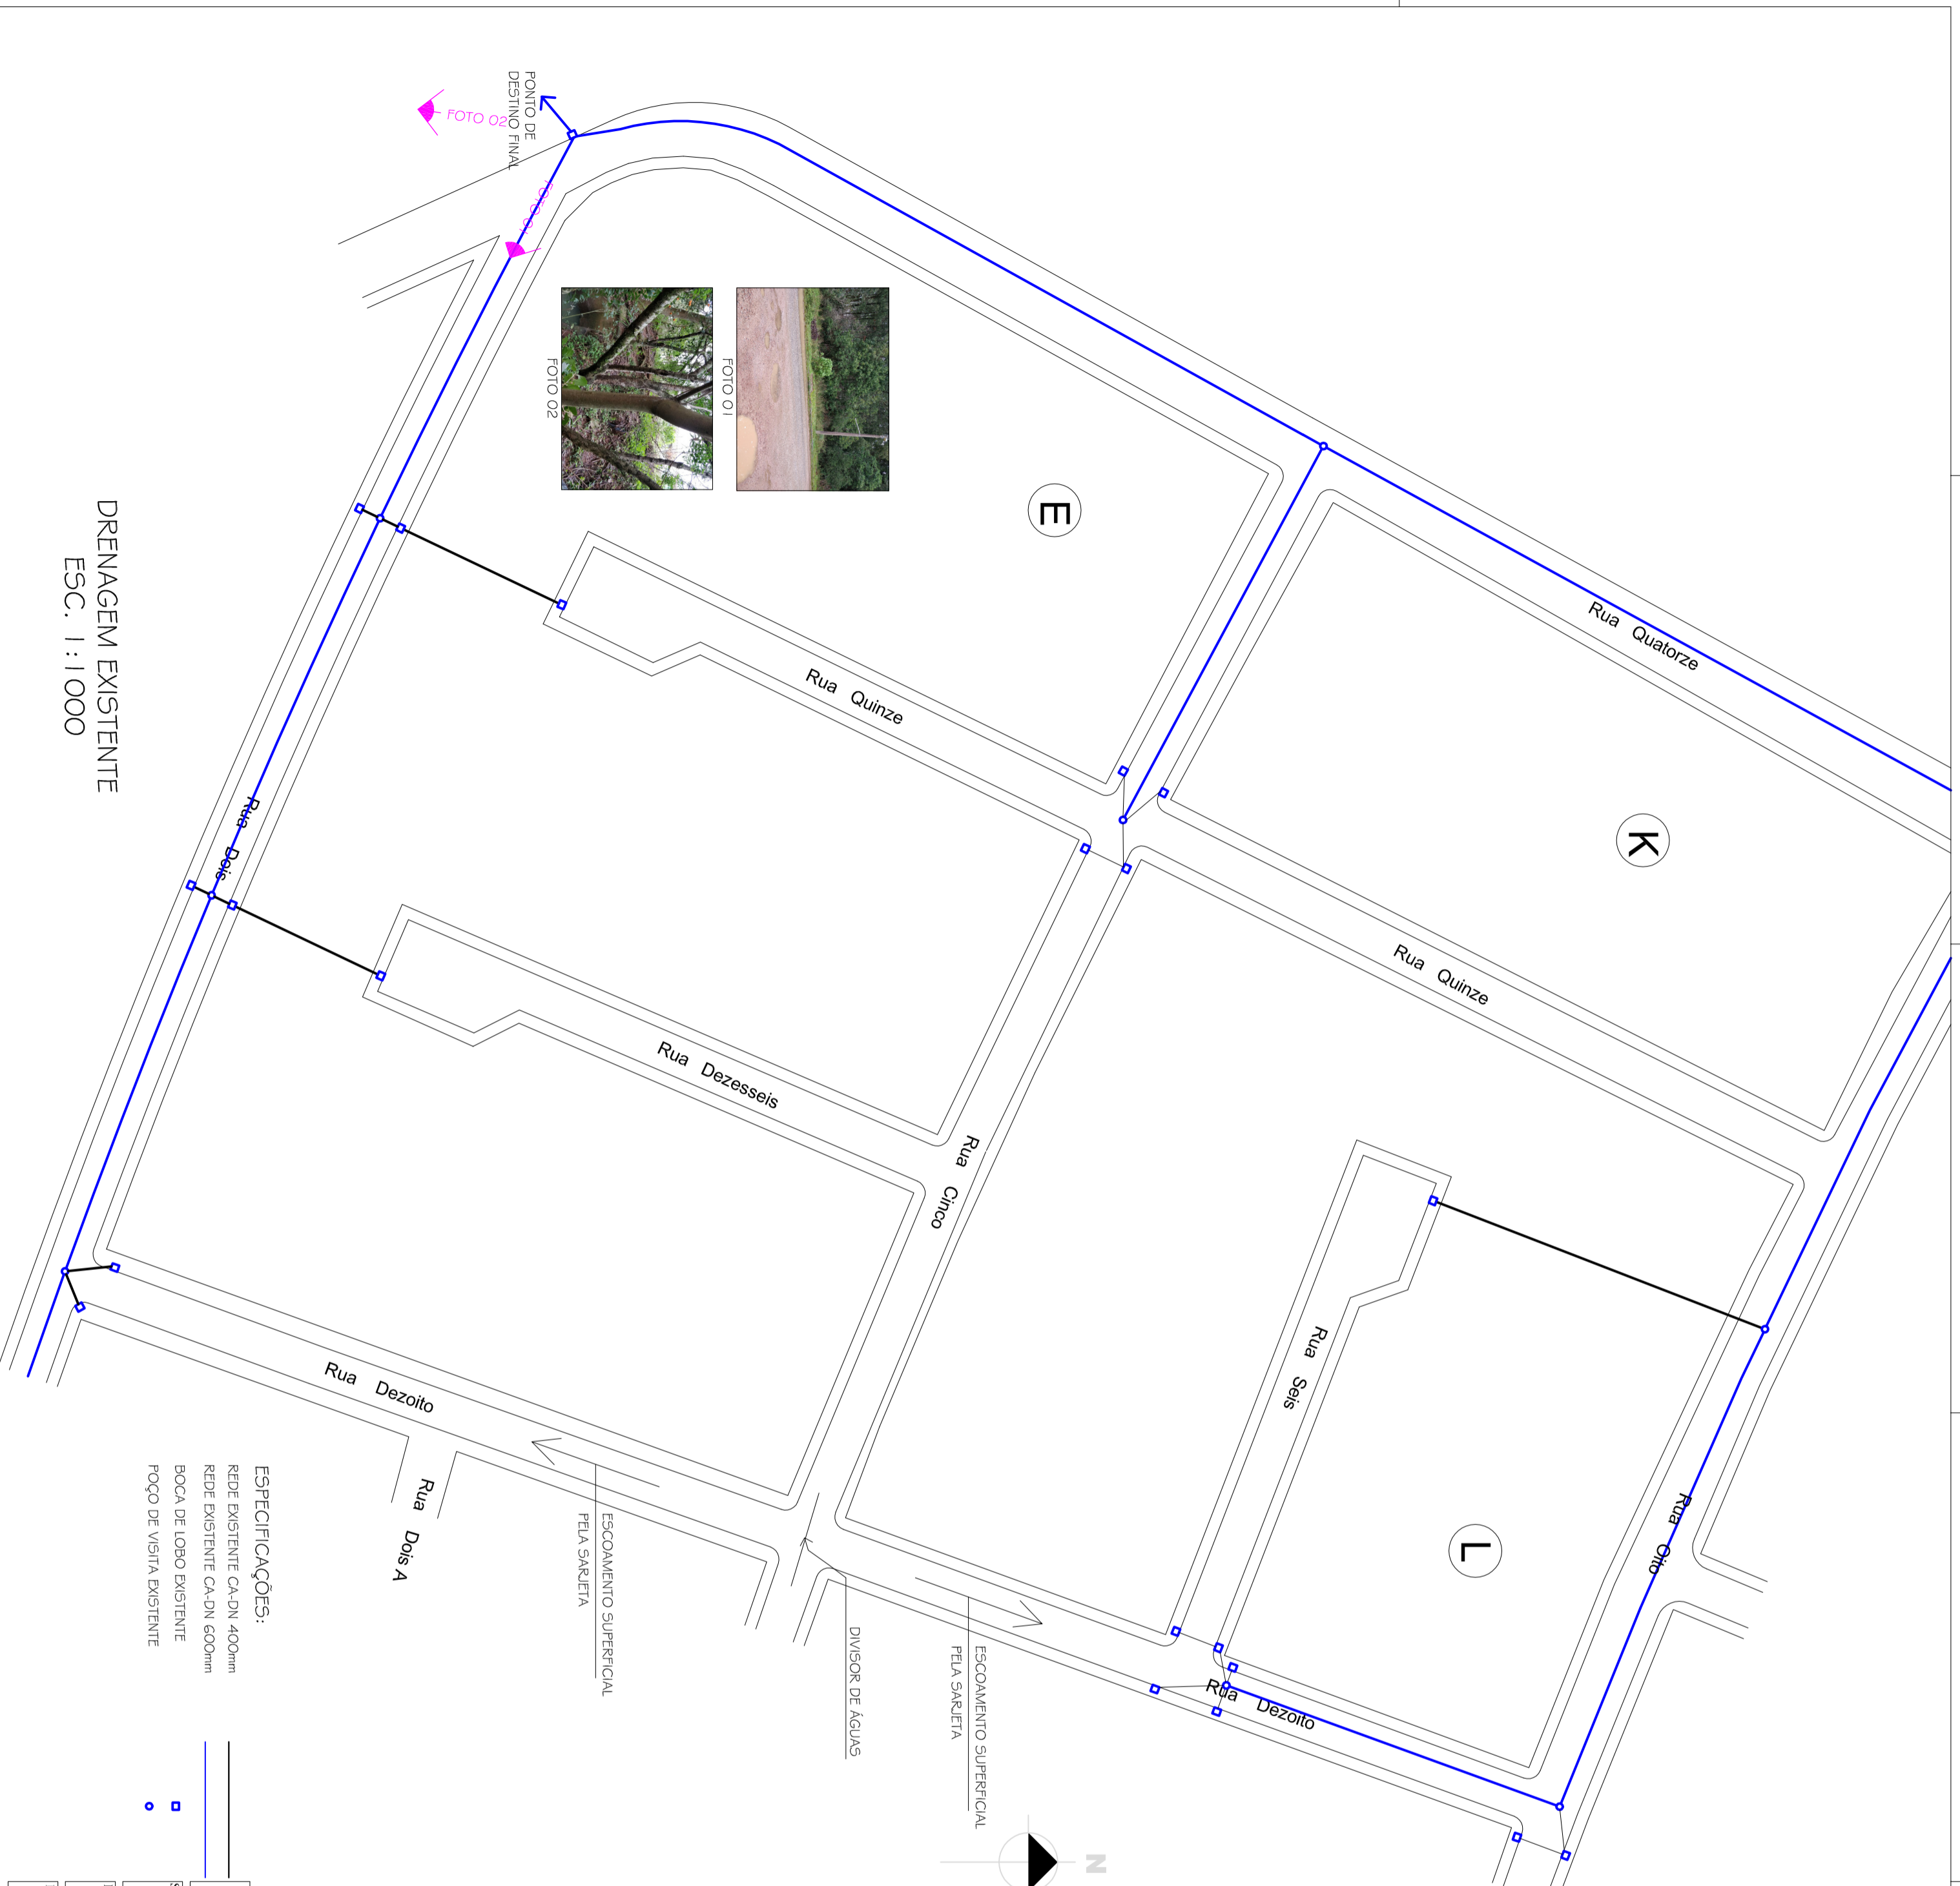 PONTO DE
DESTINO FINAL
FOTO 02
FOTO 01
FOTO 01
FOTO 02
E
K
L
Rua Quatorze
Rua Quinze
Rua Quinze
Rua Dois
Rua Dezesseis
Rua Cinco
Rua Seis
Rua Oito
Rua Dezoito
Rua Dezoito
Rua Dois A
ESCOAMENTO SUPERFICIAL
PELA SARJETA
DIVISOR DE ÁGUAS
ESCOAMENTO SUPERFICIAL
PELA SARJETA
N
DRENAGEM EXISTENTE
ESC. 1:1000
ESPECIFICAÇÕES:
REDE EXISTENTE CA-DN 400mm
REDE EXISTENTE CA-DN 600mm
BOCA DE LOBO EXISTENTE
POÇO DE VISITA EXISTENTE